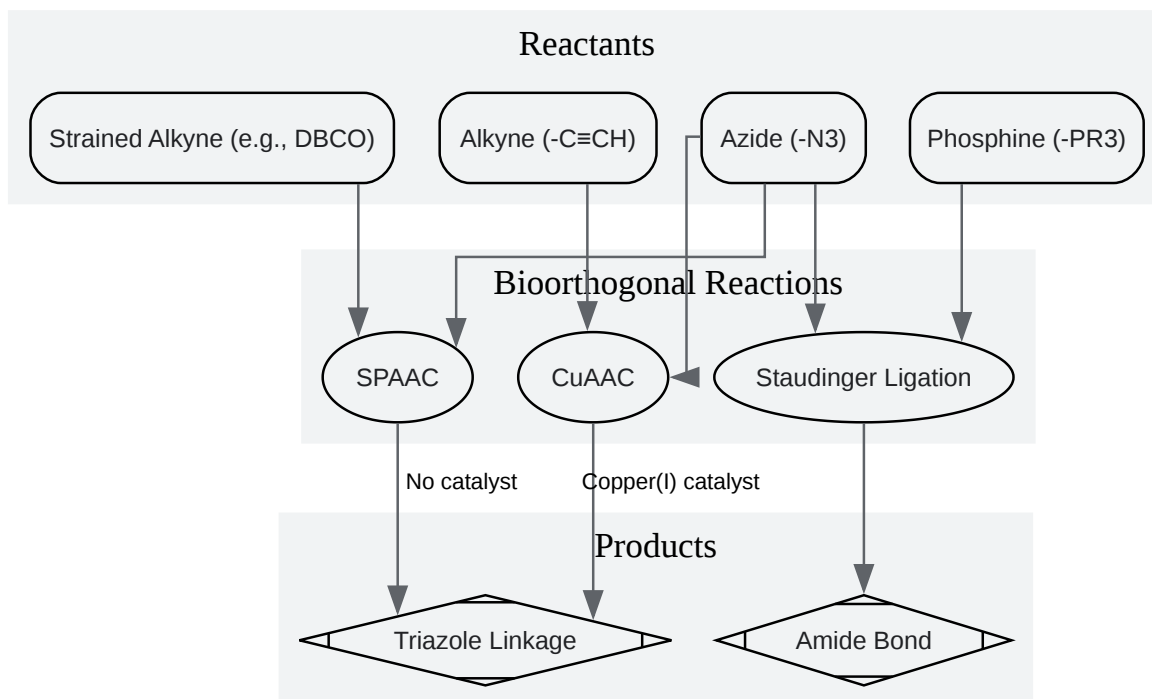 Reactants
Strained Alkyne (e.g., DBCO)
Alkyne (-C≡CH)
Azide (-N3)
Phosphine (-PR3)
Bioorthogonal Reactions
SPAAC
CuAAC
Staudinger Ligation
No catalyst
Copper(I) catalyst
Products
Triazole Linkage
Amide Bond